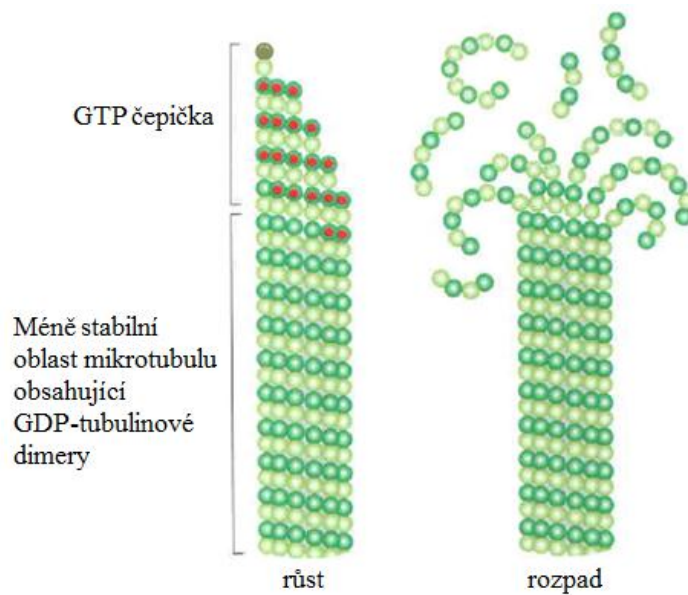 GTP čepička
Méně stabilní
oblast mikrotubulu
obsahující
GDP-tubulinové
dimery
růst
rozpad